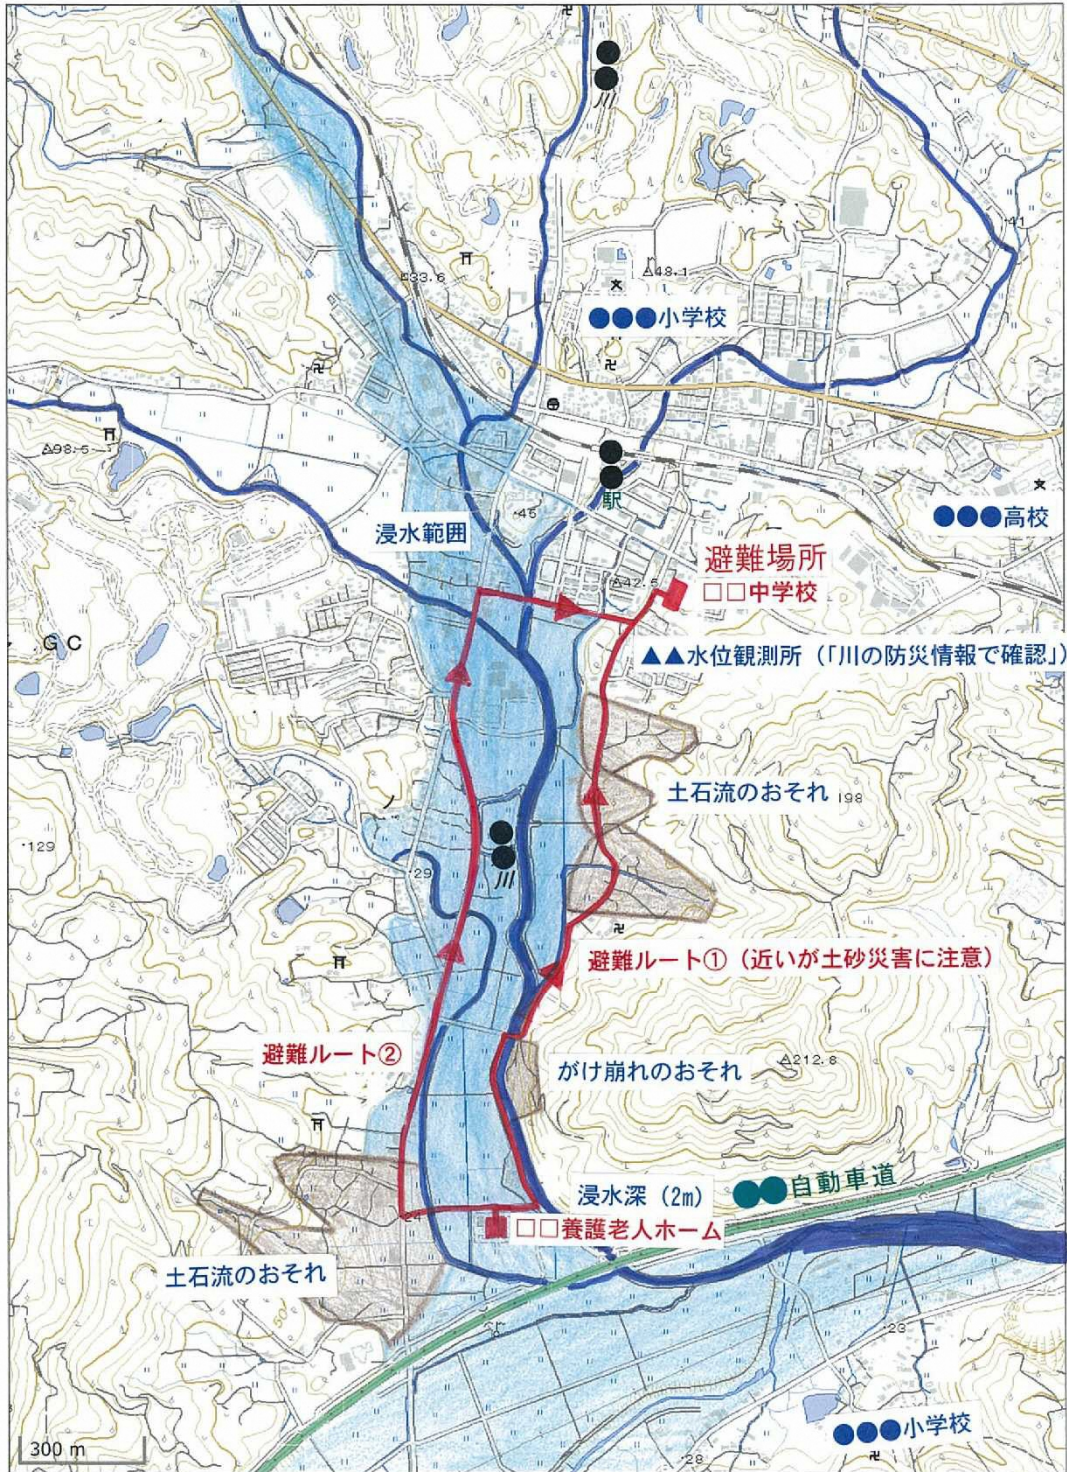 50
・41
△33.6
△48.1
●●●小学校
△98.5
●●駅
浸水範囲
・45
●●●高校
避難場所
△42.5
□□中学校
GC
▲▲水位観測所(「川の防災情報で確認」)
土石流のおそれ
198
●●川
・129
・29
避難ルート①(近いが土砂災害に注意)
避難ルート②
がけ崩れのおそれ
△212.8
浸水深(2m)
●●自動車道
・24
□□養護老人ホーム
土石流のおそれ
50
・23
●●●小学校
300 m
・28